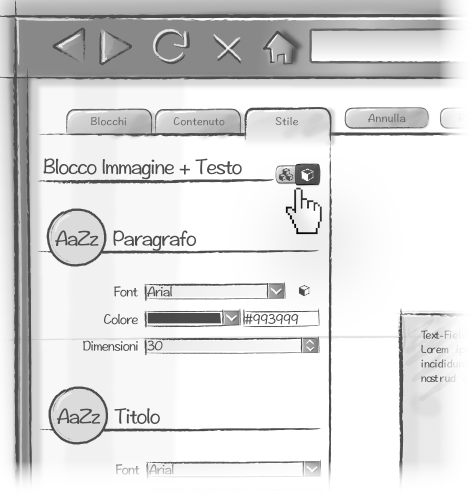 Blocchi
Contenuto
Stile
Annulla
Blocco Immagine + Testo
AaZz
Paragrafo
Font
Arial
Colore
#993999
Dimensioni
30
AaZz
Titolo
Font
Arial
Text-Fi
Lorem
incididu
nostrud